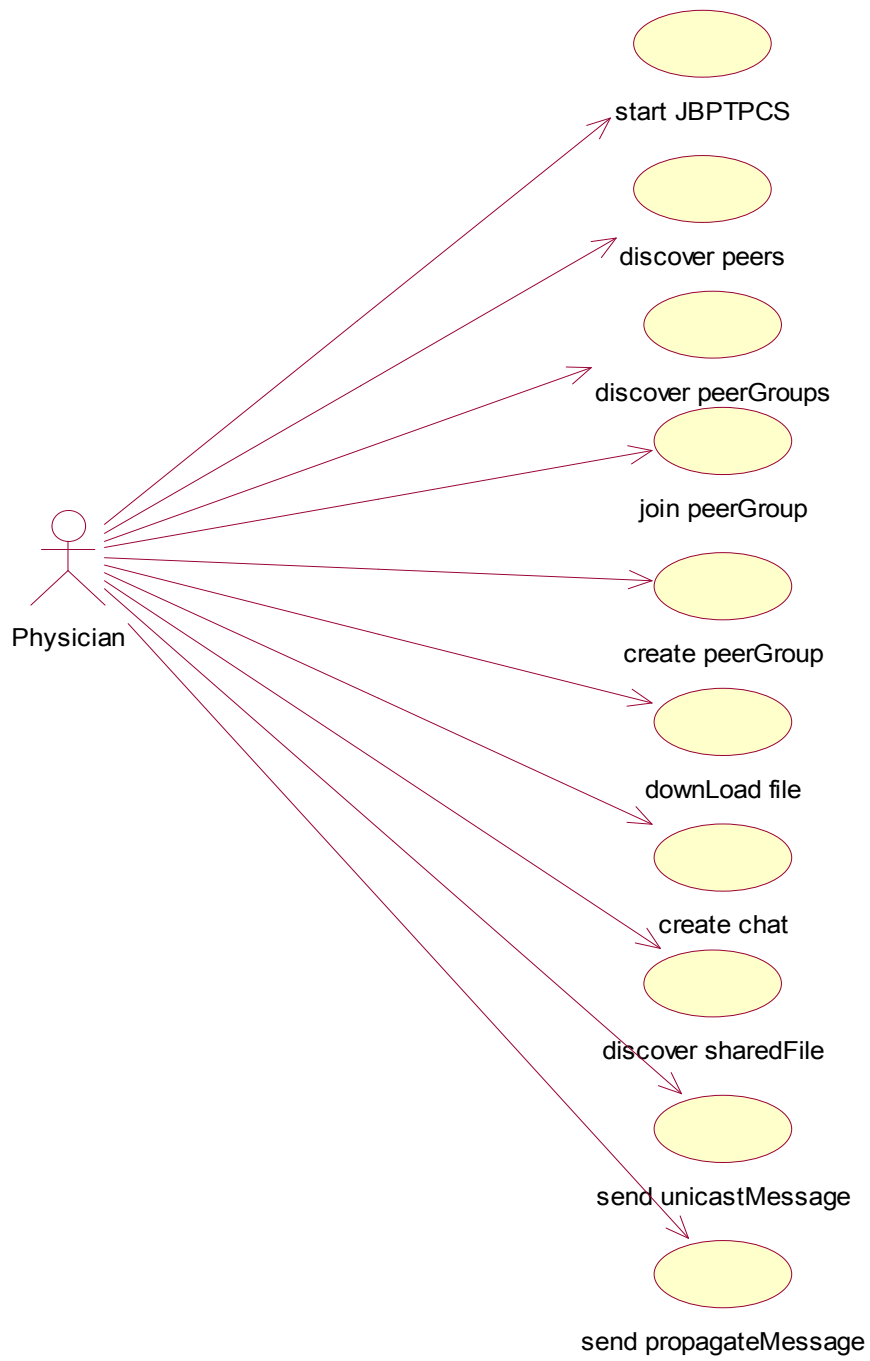 start JBPTPCS
discover peers
discover peerGroups
join peerGroup
Physician
create peerGroup
downLoad file
create chat
discover sharedFile
send unicastMessage
send propagateMessage